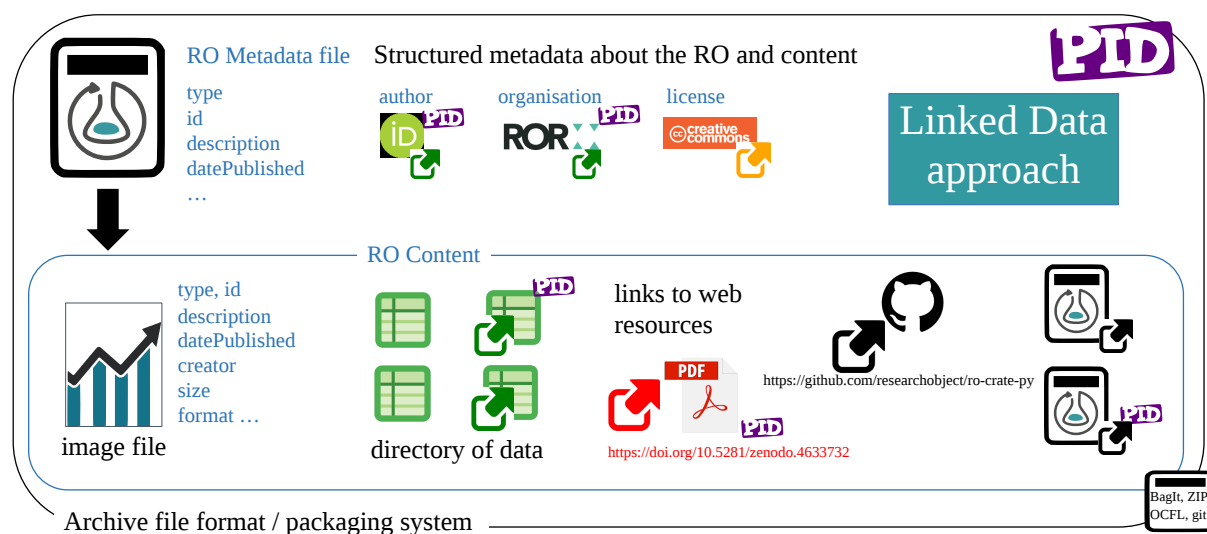 PID
RO Metadata file
Structured metadata about the RO and content
type
id
description
datePublished
…
author
organisation
license
iD
PID
ROR
PID
cc creative
commons
Linked Data
approach
RO Content
type, id
description
datePublished
creator
size
format …
image file
PID
directory of data
links to web
resources
PDF
PID
https://doi.org/10.5281/zenodo.4633732
https://github.com/researchobject/ro-crate-py
PID
Archive file format / packaging system
BagIt, ZIP
OCFL, git